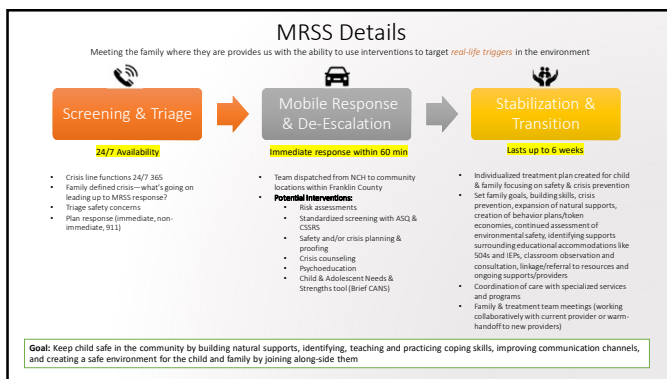 MRSS Details
Meeting the family where they are provides us with the ability to use interventions to target real-life triggers in the environment
Screening & Triage
24/7 Availability
• Crisis line functions 24/7 365
• Family defined crisis—what's going on
leading up to MRSS response?
• Triage safety concerns
• Plan response (immediate, non-
immediate, 911)
Mobile Response
& De-Escalation
Immediate response within 60 min
• Team dispatched from NCH to community
locations within Franklin County
• Potential Interventions:
• Risk assessments
• Standardized screening with ASQ &
CSSRS
• Safety and/or crisis planning &
proofing
• Crisis counseling
• Psychoeducation
• Child & Adolescent Needs &
Strengths tool (Brief CANS)
Stabilization &
Transition
Lasts up to 6 weeks
• Individualized treatment plan created for child
& family focusing on safety & crisis prevention
• Set family goals, building skills, crisis
prevention, expansion of natural supports,
creation of behavior plans/token
economies, continued assessment of
environmental safety, identifying supports
surrounding educational accommodations like
504s and IEPs, classroom observation and
consultation, linkage/referral to resources and
ongoing supports/providers
• Coordination of care with specialized services
and programs
• Family & treatment team meetings (working
collaboratively with current provider or warm-
handoff to new providers)
Goal: Keep child safe in the community by building natural supports, identifying, teaching and practicing coping skills, improving communication channels,
and creating a safe environment for the child and family by joining along-side them